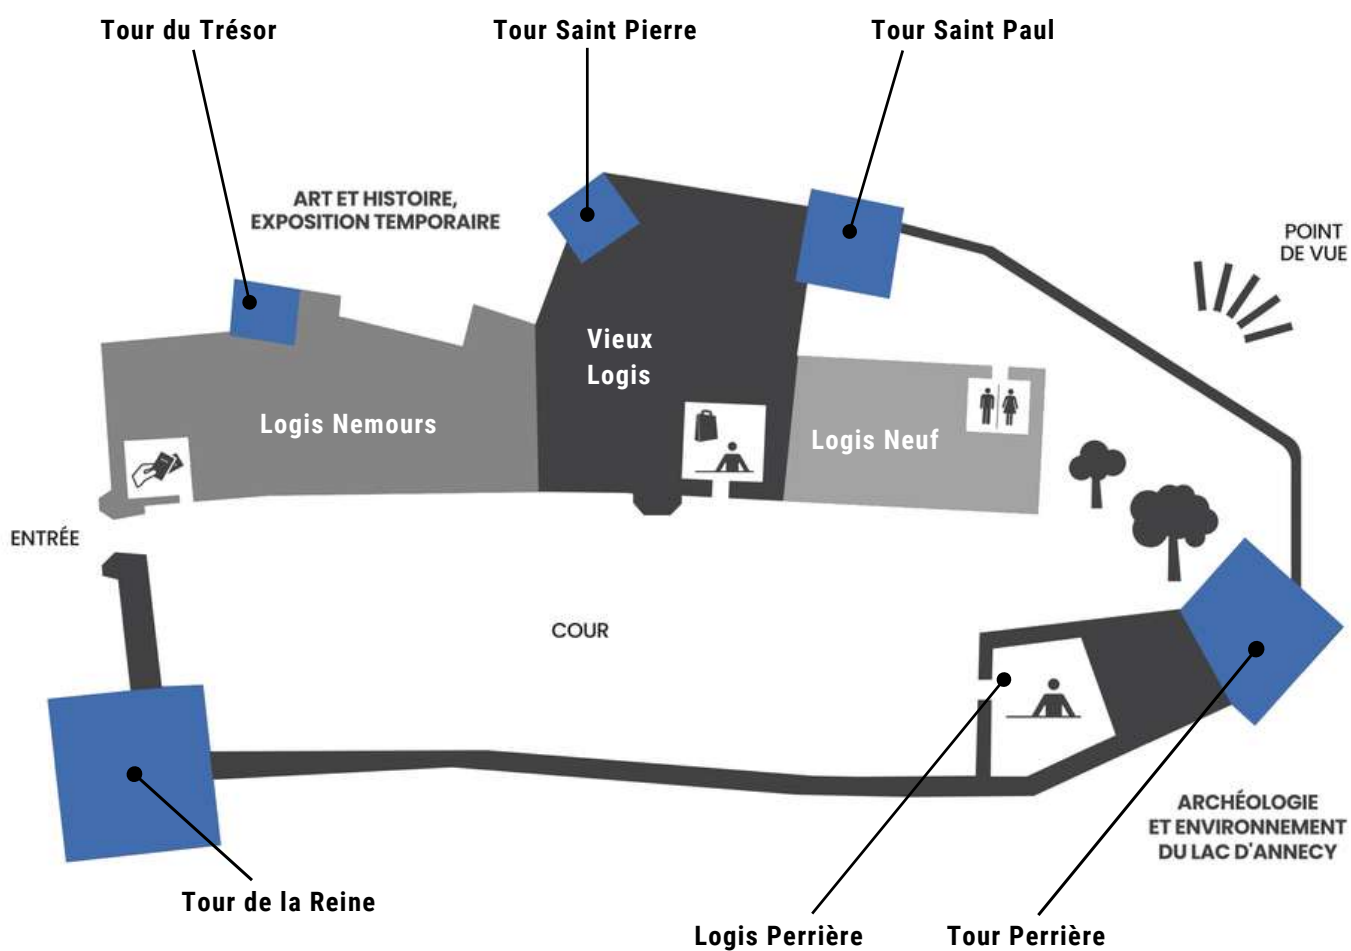 Tour du Trésor
Tour Saint Pierre
Tour Saint Paul
ART ET HISTOIRE,
EXPOSITION TEMPORAIRE
POINT
DE VUE
Vieux
Logis
Logis Nemours
Logis Neuf
ENTRÉE
COUR
ARCHÉOLOGIE
ET ENVIRONNEMENT
DU LAC D'ANNECY
Tour de la Reine
Logis Perrière
Tour Perrière